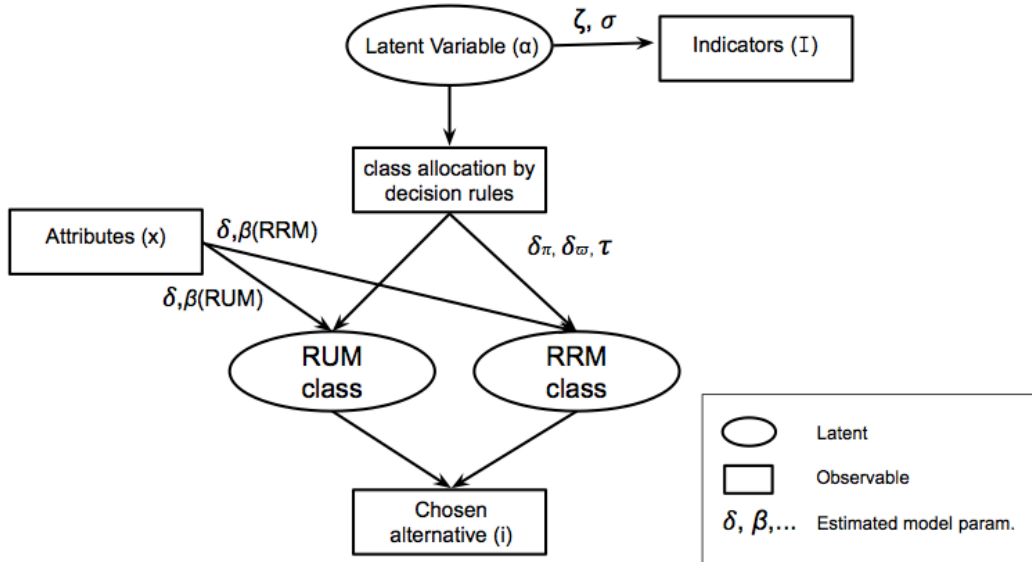 ζ, σ
Latent Variable (α)
Indicators (I)
class allocation by
decision rules
Attributes (x)
δ,β(RRM)
δπ, δϖ, τ
δ,β(RUM)
RUM
class
RRM
class
Latent
Observable
Chosen
alternative (i)
δ, β,... Estimated model param.